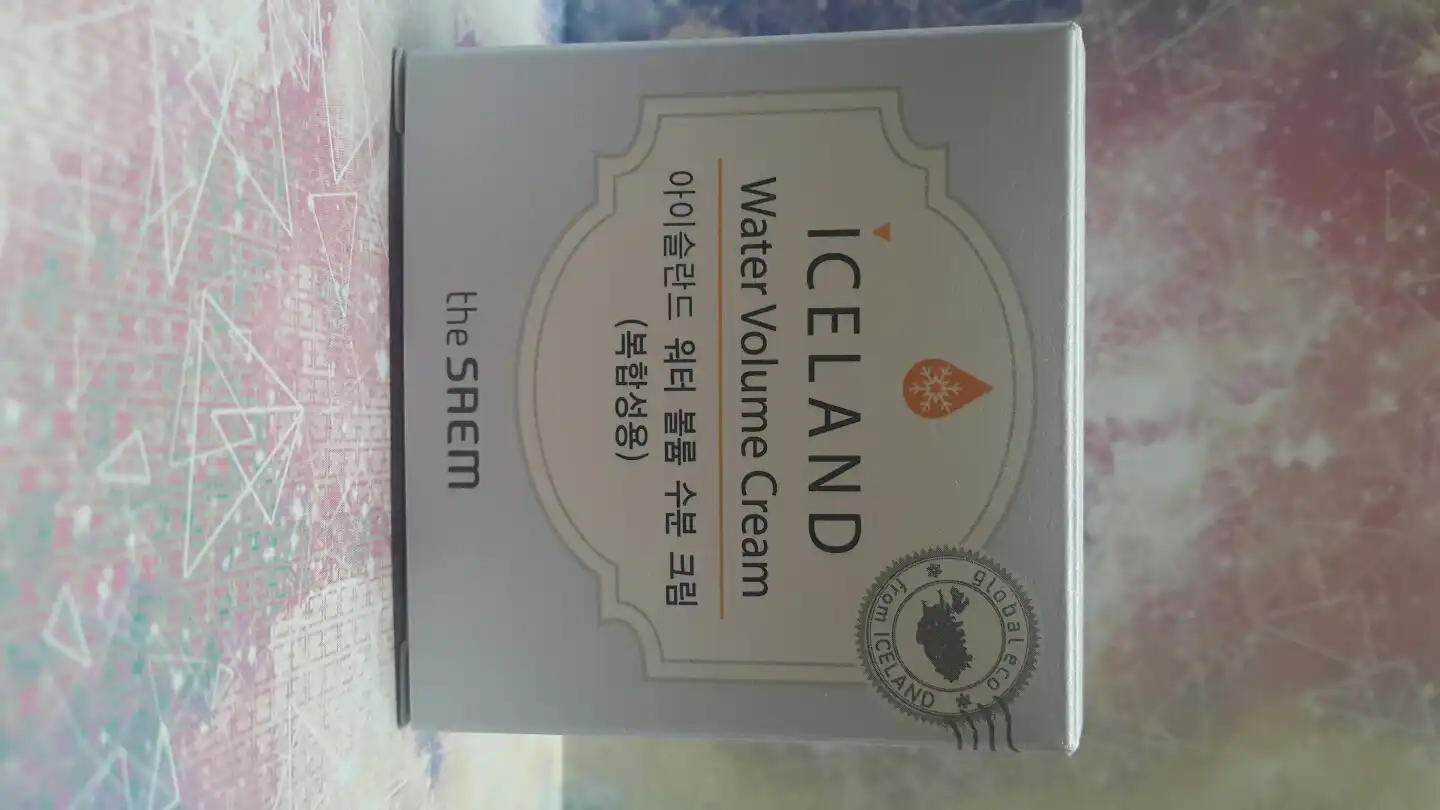 ICELAND
Water Volume Cream
아이슬란드 워터 볼륨 수분 크림
(복합성용)
global eco
from ICELAND
the SAEM